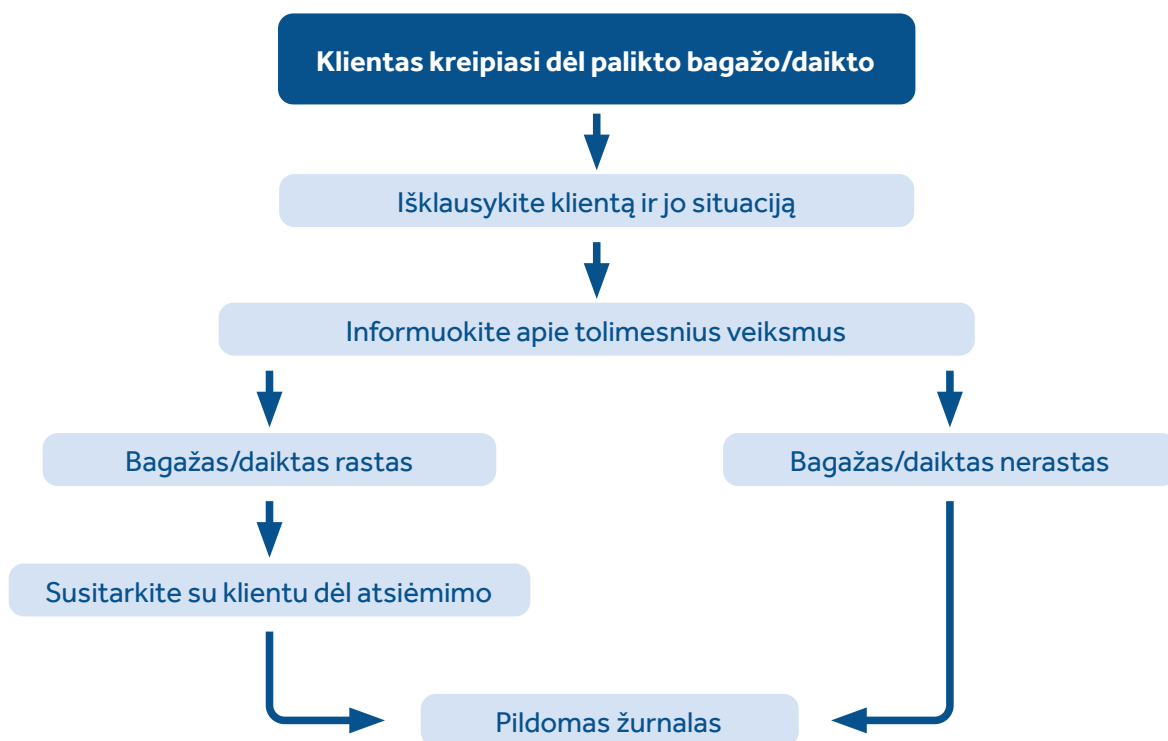 Klientas kreipiasi dėl palikto bagažo/daikto
Išklausykite klientą ir jo situaciją
Informuokite apie tolimesnius veiksmus
Bagažas/daiktas rastas
Bagažas/daiktas nerastas
Susitarkite su klientu dėl atsiėmimo
Pildomas žurnalas